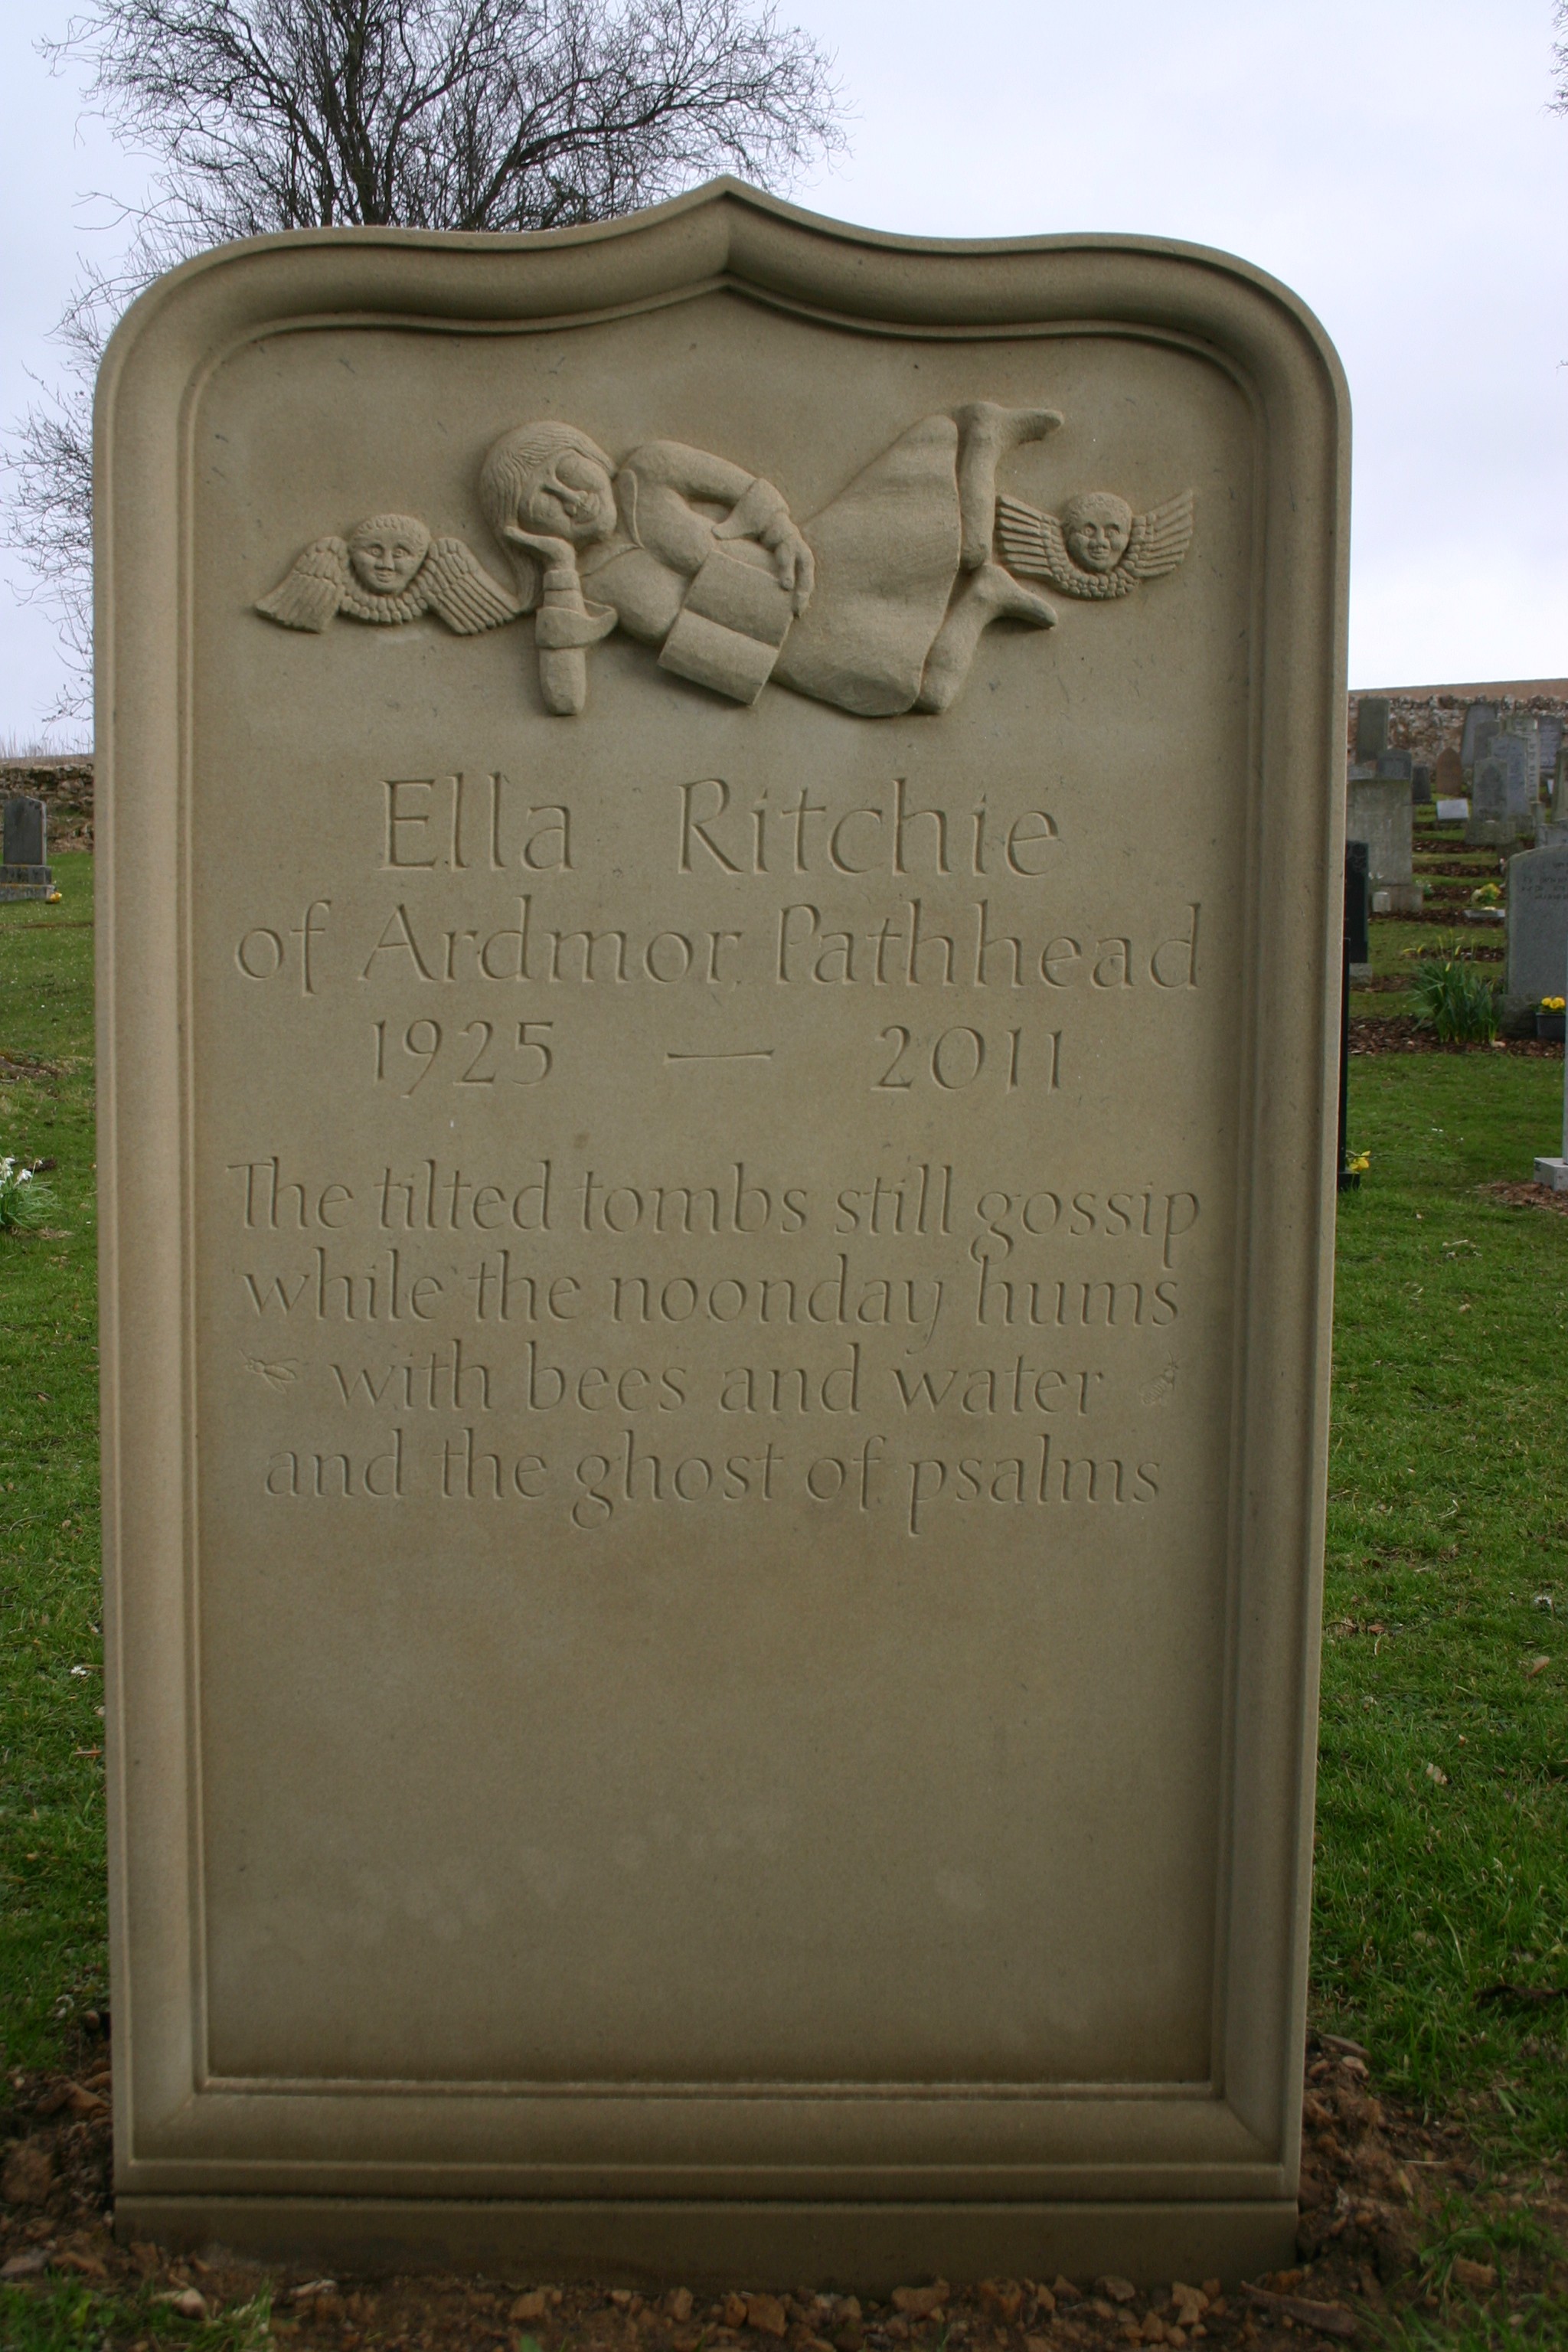 Ella Ritchie
of Ardmor Pathhead
1925 — 2011
The tilted tombs still gossip
while the noonday hums
with bees and water
and the ghost of psalms